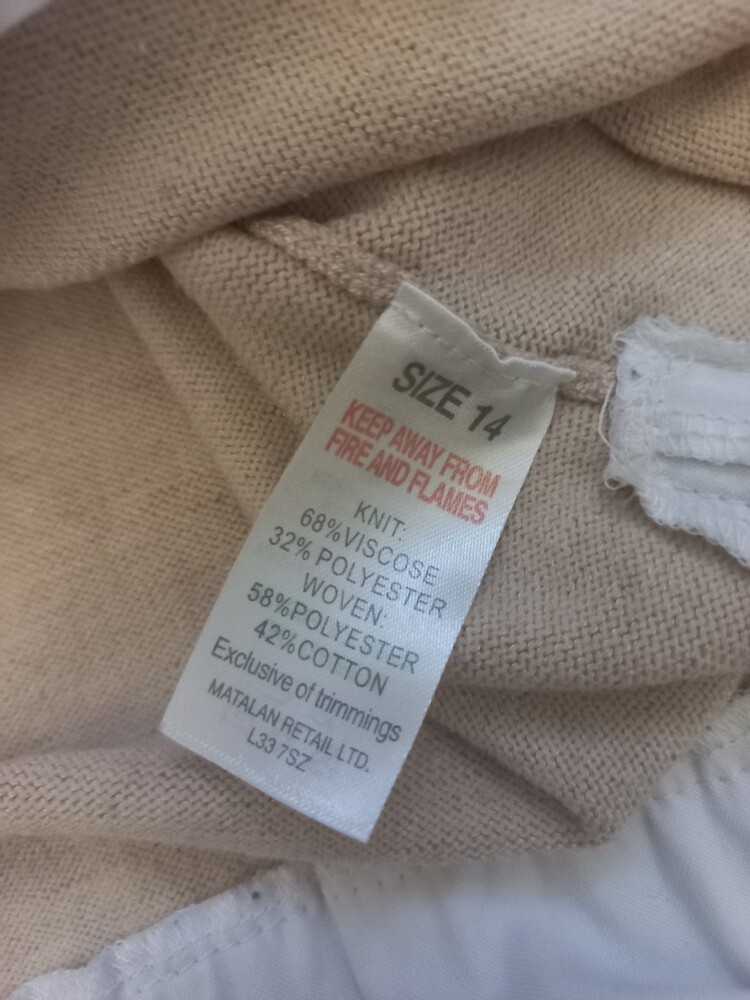 SIZE 14
KEEP AWAY FROM
FIRE AND FLAMES
KNIT:
68%VISCOSE
32% POLYESTER
WOVEN:
58%POLYESTER
42%COTTON
Exclusive of trimmings
MATALAN RETAIL LTD.
L33 7SZ